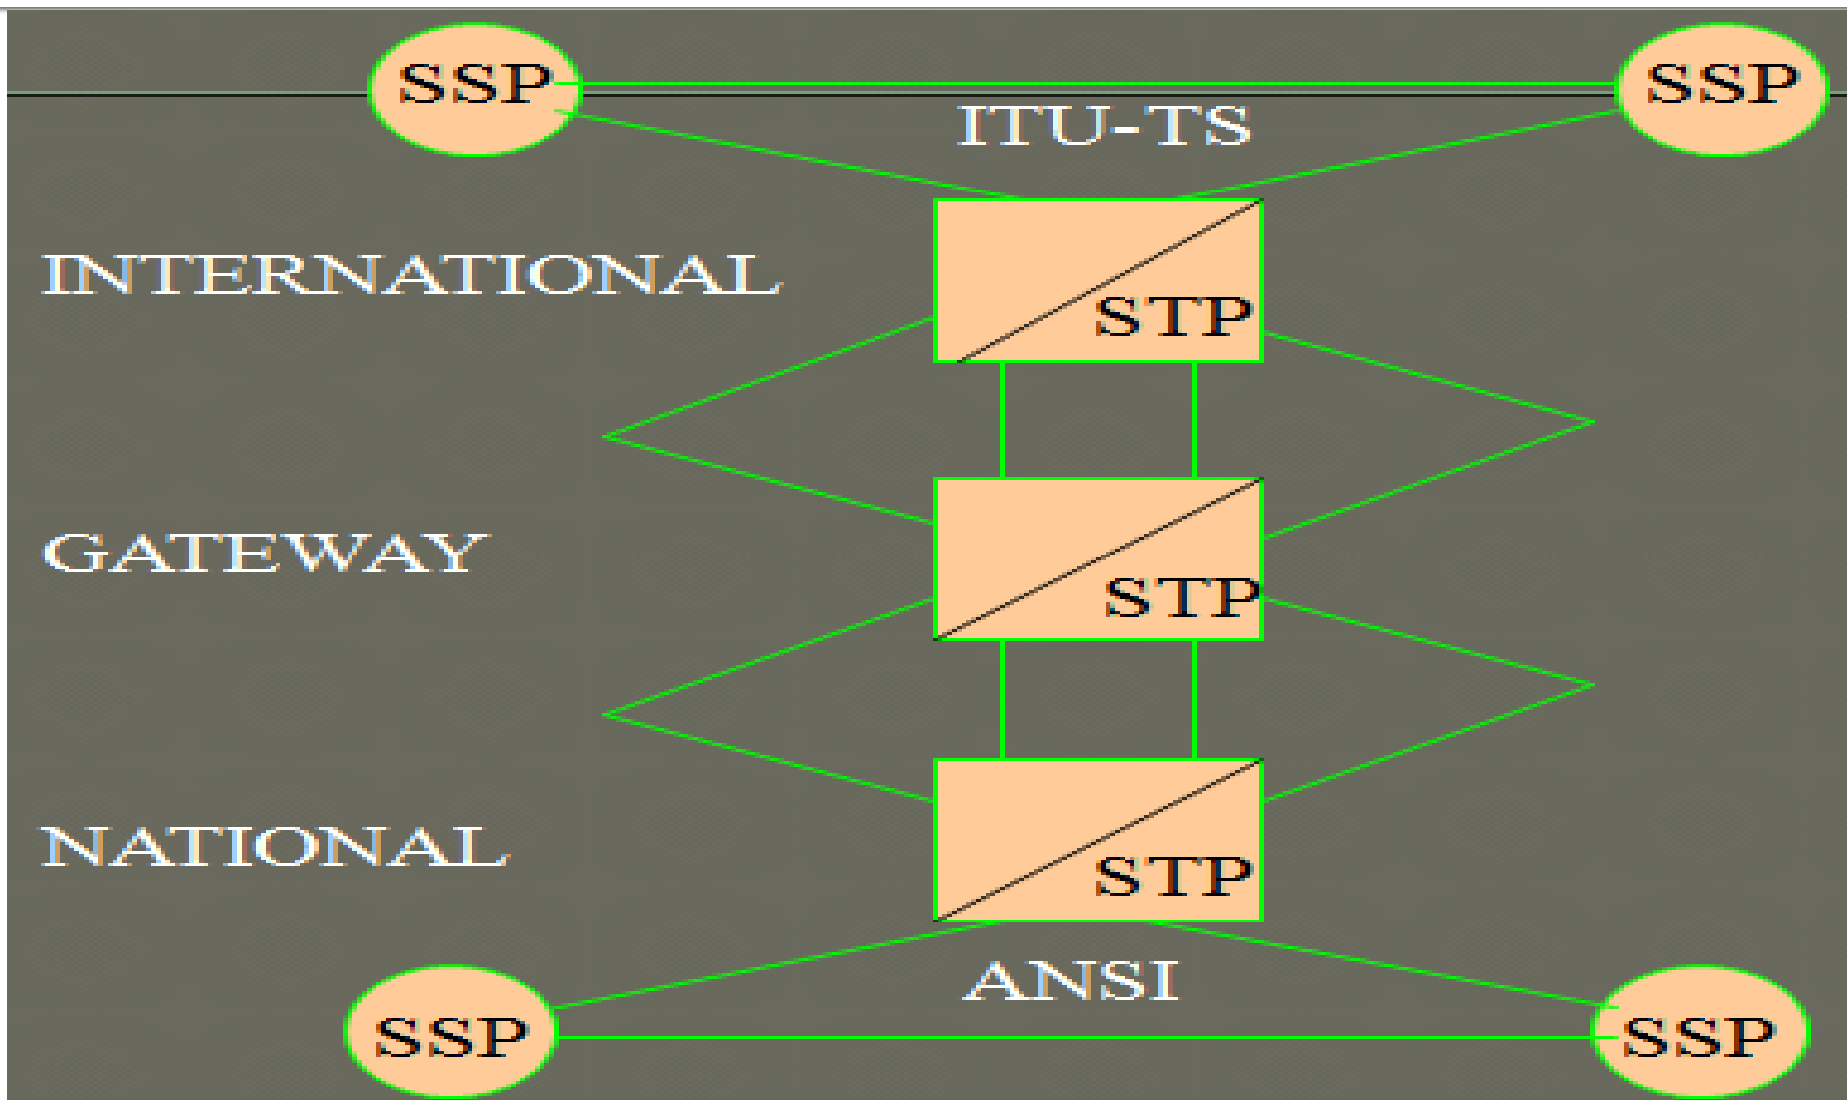 SSP
SSP
ITU-TS
INTERNATIONAL
STP
GATEWAY
STP
NATIONAL
STP
ANSI
SSP
SSP